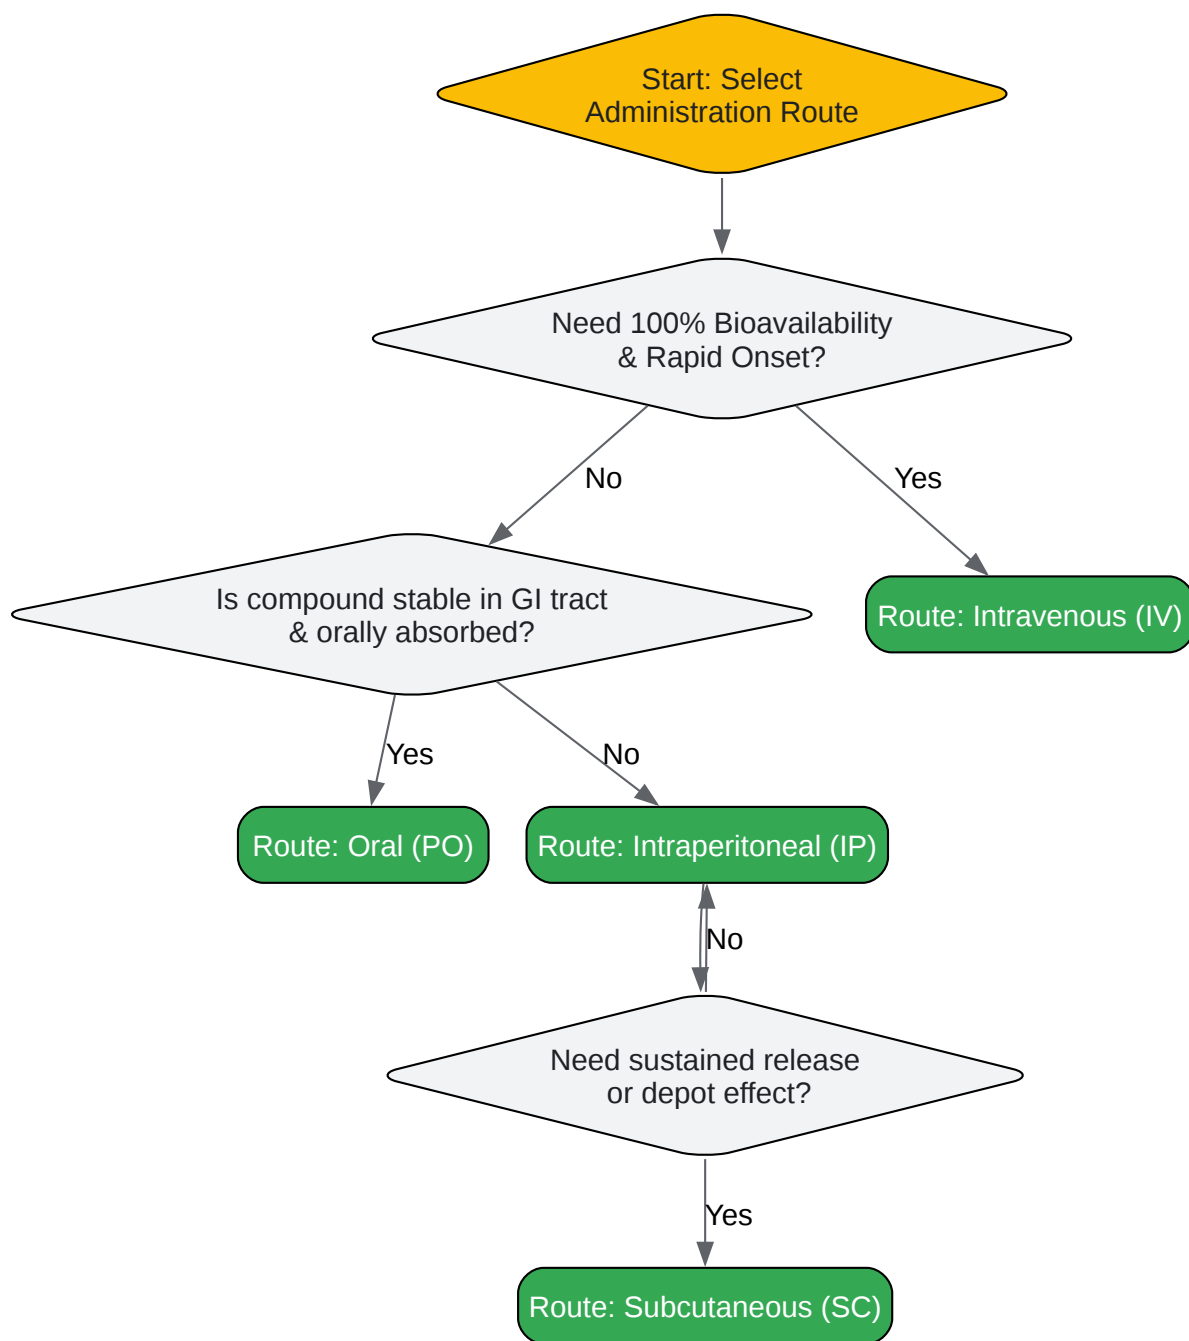 Start: Select
Administration Route
Need 100% Bioavailability
& Rapid Onset?
No
Yes
Is compound stable in GI tract
& orally absorbed?
Route: Intravenous (IV)
Yes
No
Route: Oral (PO)
Route: Intraperitoneal (IP)
No
Need sustained release
or depot effect?
Yes
Route: Subcutaneous (SC)